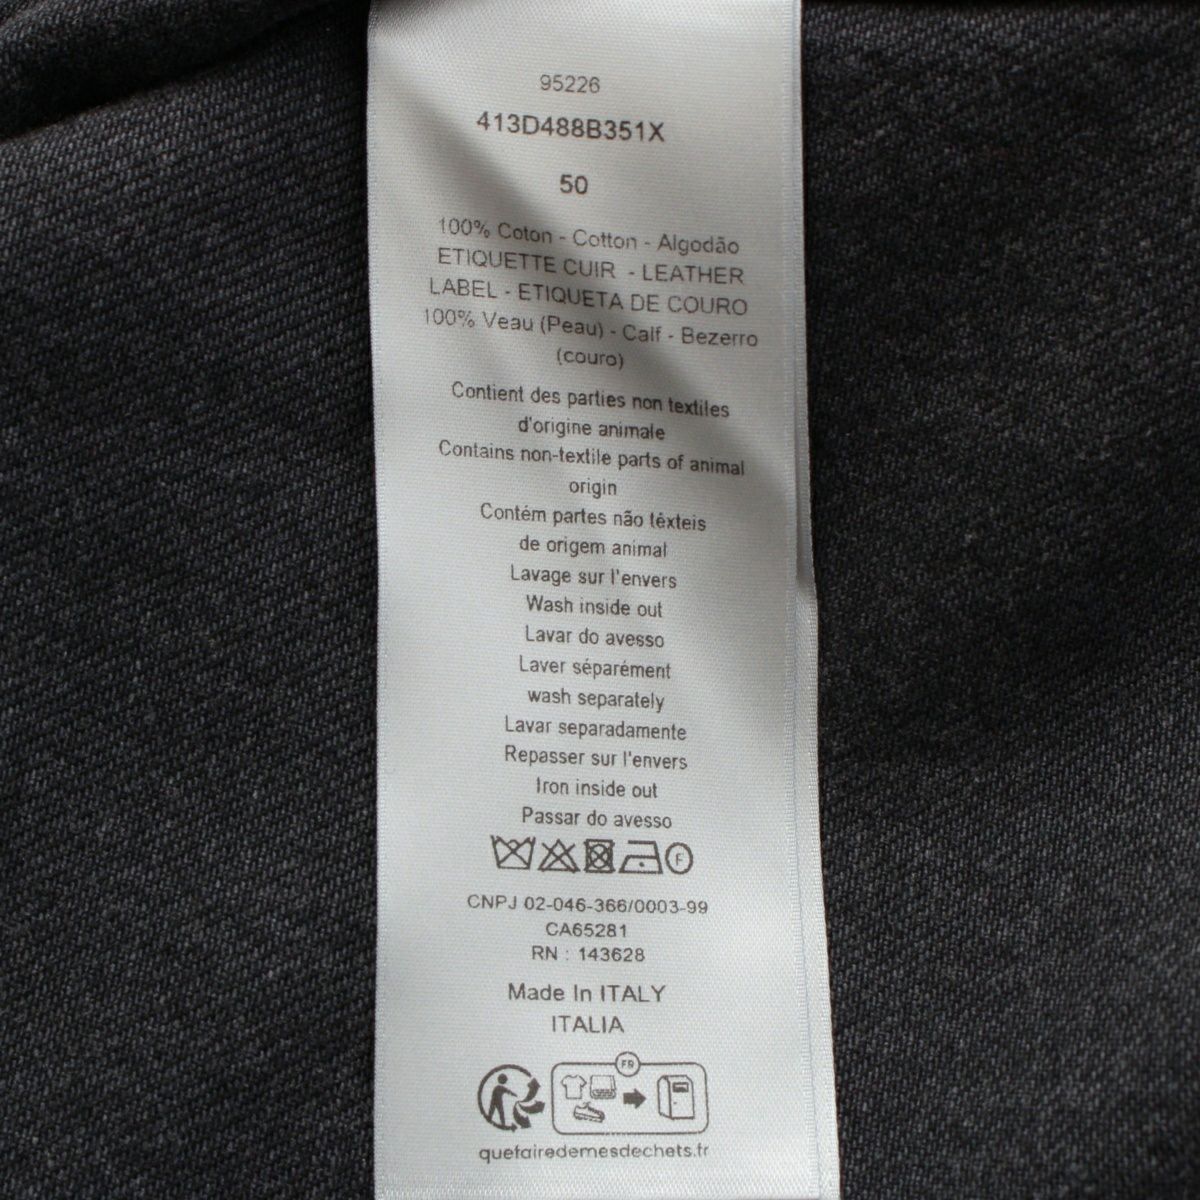 95226
413D488B351X
50
100% Coton - Cotton - Algodão
ETIQUETTE CUIR - LEATHER
LABEL - ETIQUETA DE COURO
100% Veau (Peau) - Calf - Bezerro
(couro)
Contient des parties non textiles
d'origine animale
Contains non-textile parts of animal
origin
Contém partes não têxteis
de origem animal
Lavage sur l'envers
Wash inside out
Lavar do avesso
Laver séparément
wash separately
Lavar separadamente
Repasser sur l'envers
Iron inside out
Passar do avesso
F
CNPJ 02-046-366/0003-99
CA65281
RN : 143628
Made In ITALY
ITALIA
FR
quefairedemesdechets.fr